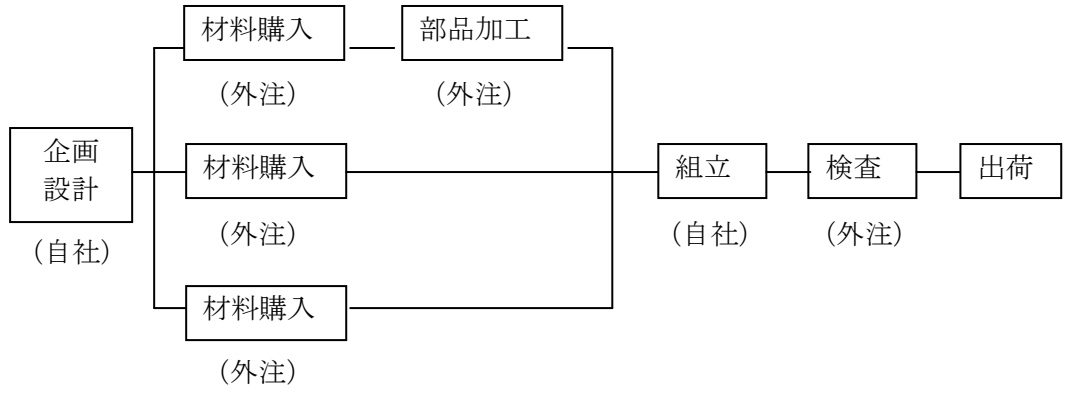 材料購入
部品加工
(外注)
(外注)
企画
設計
(自社)
材料購入
(外注)
組立
(自社)
検査
(外注)
出荷
材料購入
(外注)